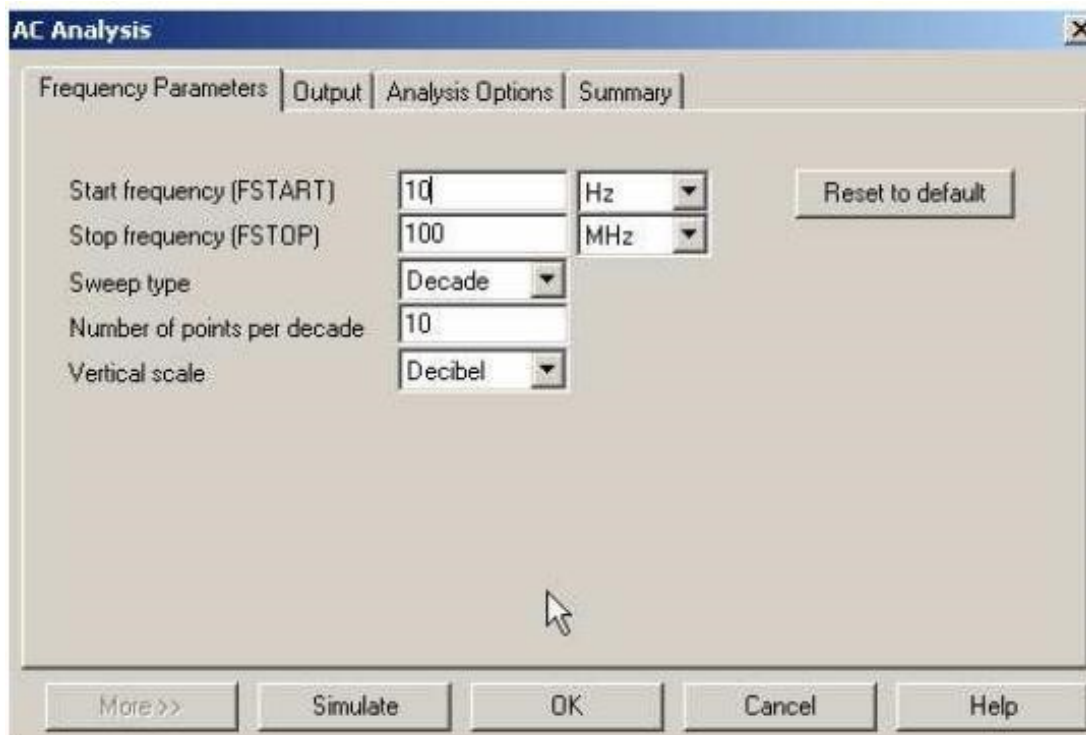 AC Analysis
Frequency Parameters Output Analysis Options Summary
Start frequency (FSTART) 10 Hz Reset to default
Stop frequency (FSTOP) 100 MHz
Sweep type Decade
Number of points per decade 10
Vertical scale Decibel
More >> Simulate OK Cancel Help